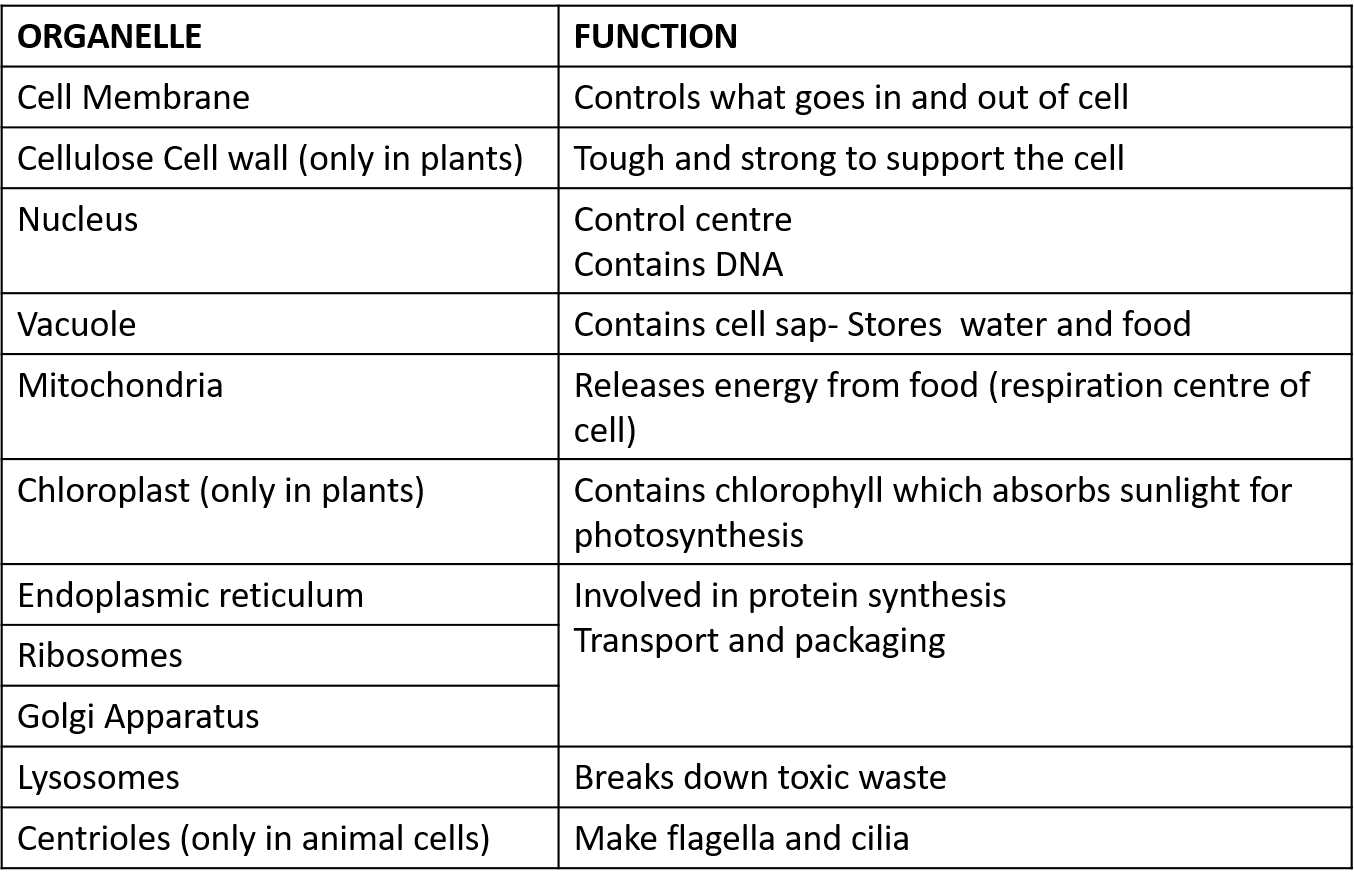 ORGANELLE FUNCTION
Cell Membrane Controls what goes in and out of cell
Cellulose Cell wall (only in plants) Tough and strong to support the cell
Nucleus Control centre
Contains DNA
Vacuole Contains cell sap- Stores  water and food
Mitochondria Releases energy from food (respiration centre of
cell)
Chloroplast (only in plants) Contains chlorophyll which absorbs sunlight for
photosynthesis
Endoplasmic reticulum Involved in protein synthesis
Transport and packaging
Ribosomes
Golgi Apparatus
Lysosomes Breaks down toxic waste
Centrioles (only in animal cells) Make flagella and cilia